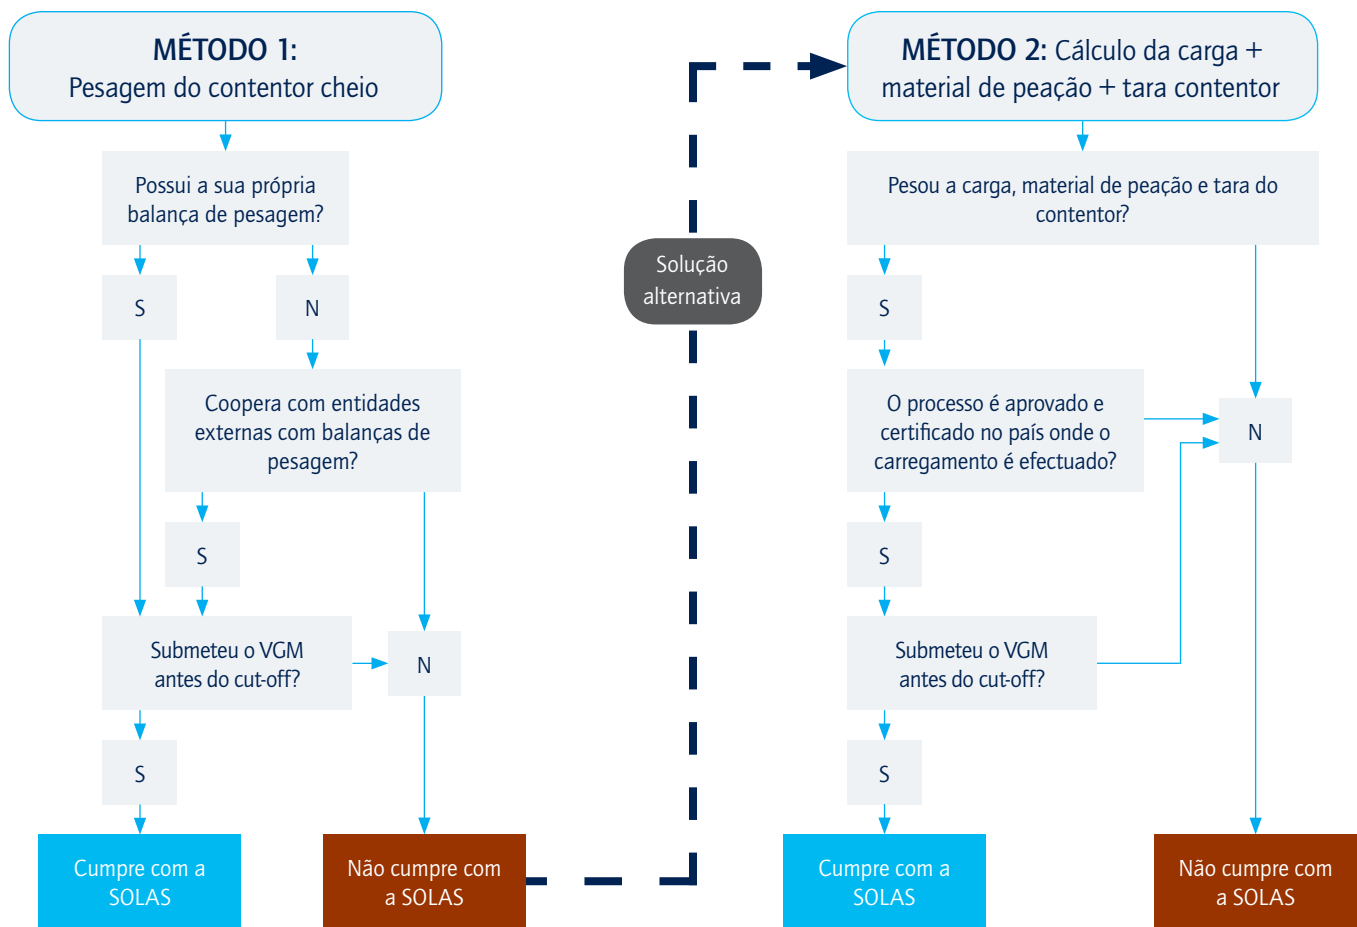 MÉTODO 1:
Pesagem do contentor cheio
Possui a sua própria
balança de pesagem?
S
N
Coopera com entidades
externas com balanças de
pesagem?
S
Submeteu o VGM
antes do cut-off?
N
S
Cumpre com a
SOLAS
Não cumpre com
a SOLAS
Solução
alternativa
MÉTODO 2: Cálculo da carga +
material de peação + tara contentor
Pesou a carga, material de peação e tara do
contentor?
S
O processo é aprovado e
certificado no país onde o
carregamento é efectuado?
N
S
Submeteu o VGM
antes do cut-off?
S
Cumpre com a
SOLAS
Não cumpre com
a SOLAS